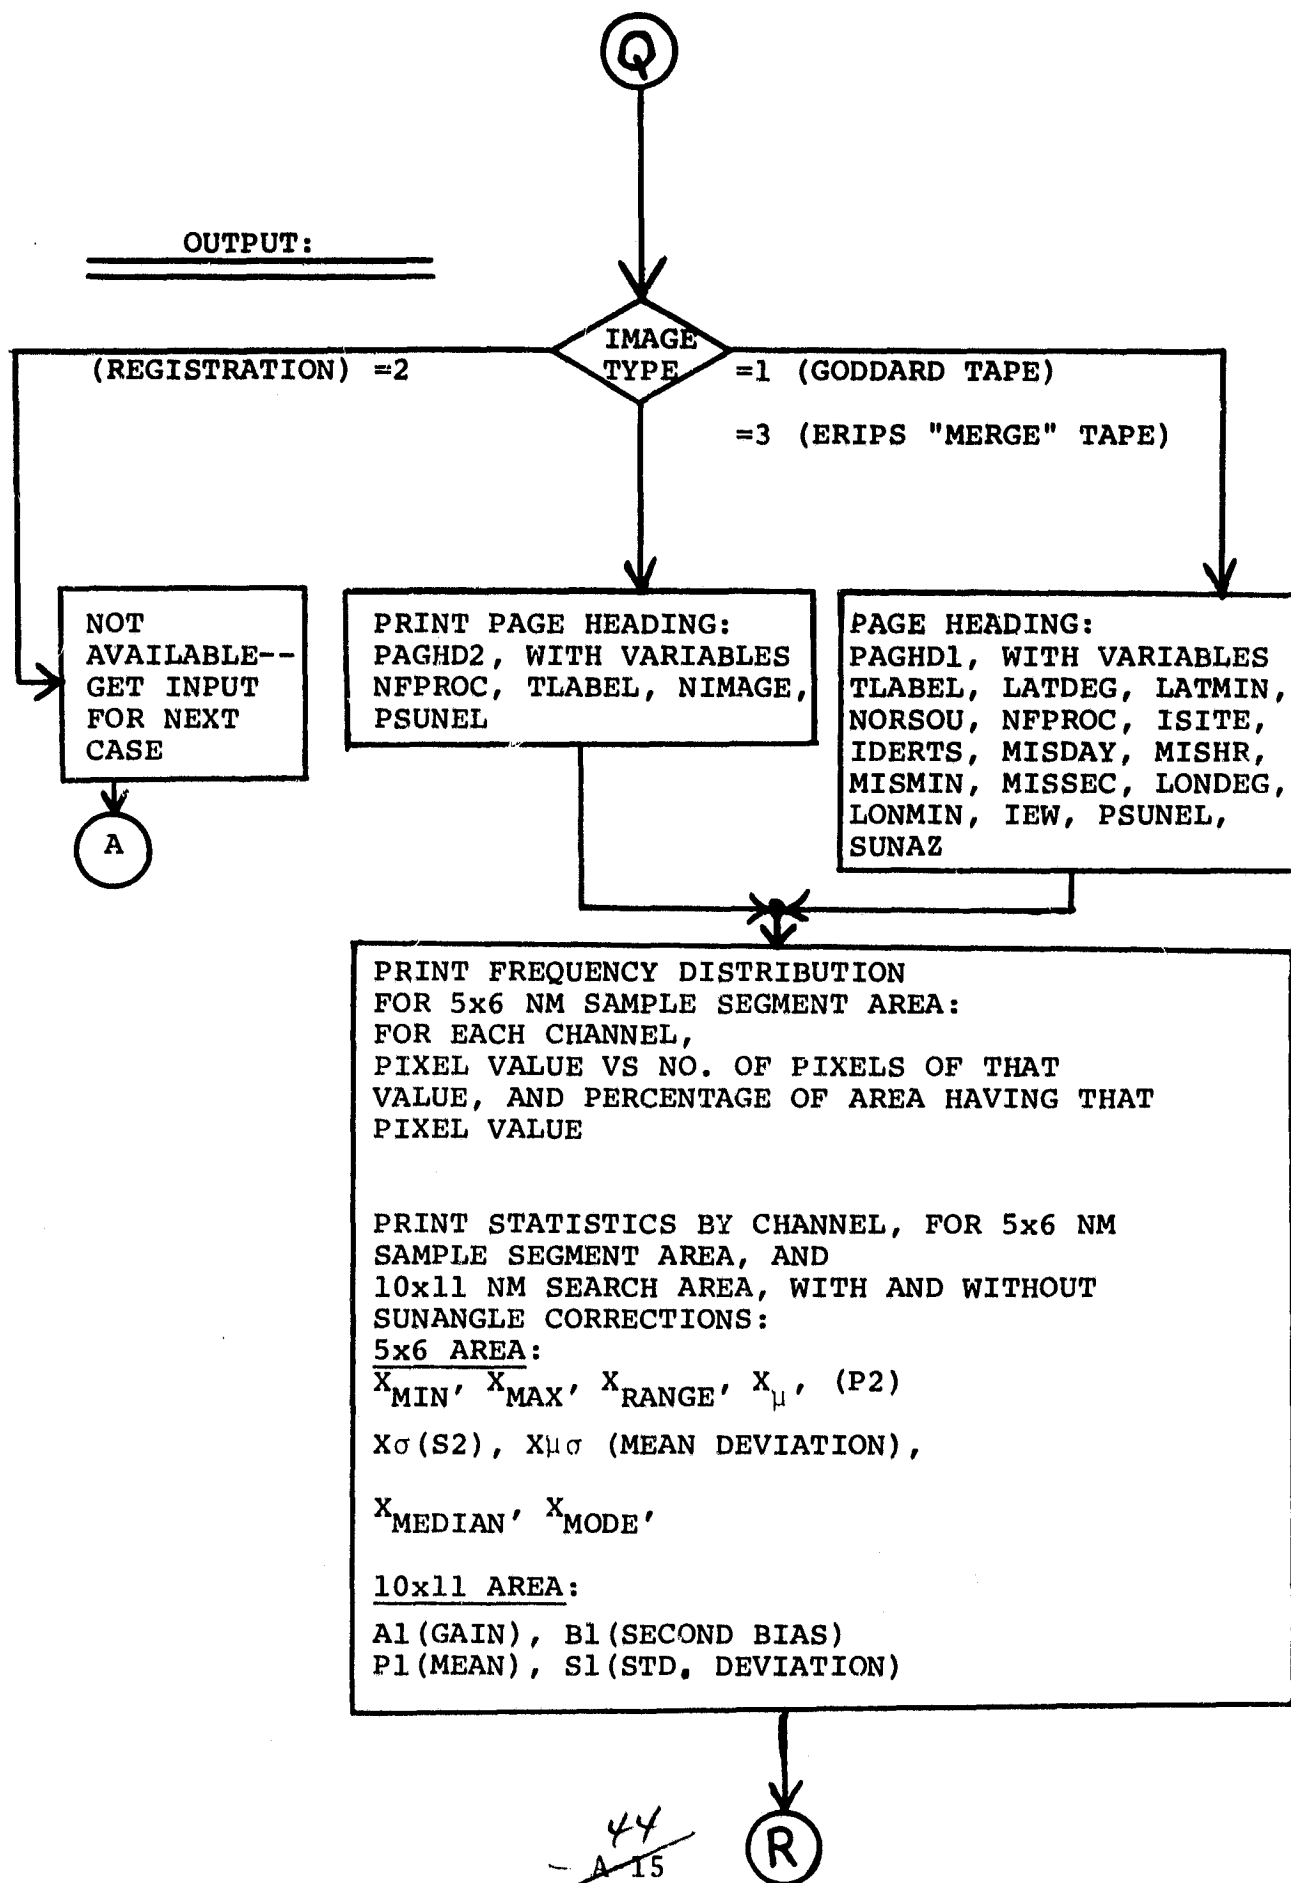 Q
OUTPUT:
IMAGE
TYPE
(REGISTRATION) =2
=1 (GODDARD TAPE)
=3 (ERIPS "MERGE" TAPE)
NOT
AVAILABLE--
GET INPUT
FOR NEXT
CASE
A
PRINT PAGE HEADING:
PAGHD2, WITH VARIABLES
NFPROC, TLABEL, NIMAGE,
PSUNEL
PAGE HEADING:
PAGHD1, WITH VARIABLES
TLABEL, LATDEG, LATMIN,
NORSOU, NFPROC, ISITE,
IDERTS, MISDAY, MISHR,
MISMIN, MISSEC, LONDEG,
LONMIN, IEW, PSUNEL,
SUNAZ
PRINT FREQUENCY DISTRIBUTION
FOR 5x6 NM SAMPLE SEGMENT AREA:
FOR EACH CHANNEL,
PIXEL VALUE VS NO. OF PIXELS OF THAT
VALUE, AND PERCENTAGE OF AREA HAVING THAT
PIXEL VALUE
PRINT STATISTICS BY CHANNEL, FOR 5x6 NM
SAMPLE SEGMENT AREA, AND
10x11 NM SEARCH AREA, WITH AND WITHOUT
SUNANGLE CORRECTIONS:
5x6 AREA:
X_MIN, X_MAX, X_RANGE, X_μ, (P2)
Xσ(S2), Xμσ (MEAN DEVIATION),
X_MEDIAN, X_MODE,
10x11 AREA:
A1(GAIN), B1(SECOND BIAS)
P1(MEAN), S1(STD. DEVIATION)
R
44
A-15